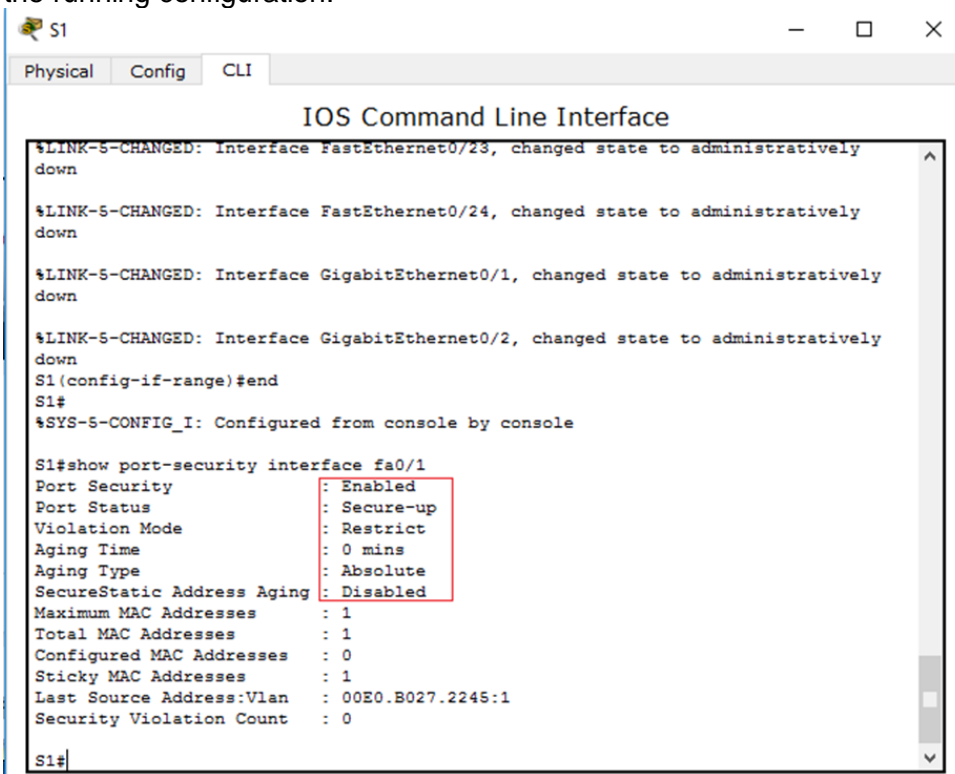 the running configuration.
S1
Physical Config CLI
IOS Command Line Interface
%LINK-5-CHANGED: Interface FastEthernet0/23, changed state to administratively
down
%LINK-5-CHANGED: Interface FastEthernet0/24, changed state to administratively
down
%LINK-5-CHANGED: Interface GigabitEthernet0/1, changed state to administratively
down
%LINK-5-CHANGED: Interface GigabitEthernet0/2, changed state to administratively
down
S1(config-if-range)#end
S1#
%SYS-5-CONFIG_I: Configured from console by console
S1#show port-security interface fa0/1
Port Security : Enabled
Port Status : Secure-up
Violation Mode : Restrict
Aging Time : 0 mins
Aging Type : Absolute
SecureStatic Address Aging : Disabled
Maximum MAC Addresses : 1
Total MAC Addresses : 1
Configured MAC Addresses : 0
Sticky MAC Addresses : 1
Last Source Address:Vlan : 00E0.B027.2245:1
Security Violation Count : 0
S1#